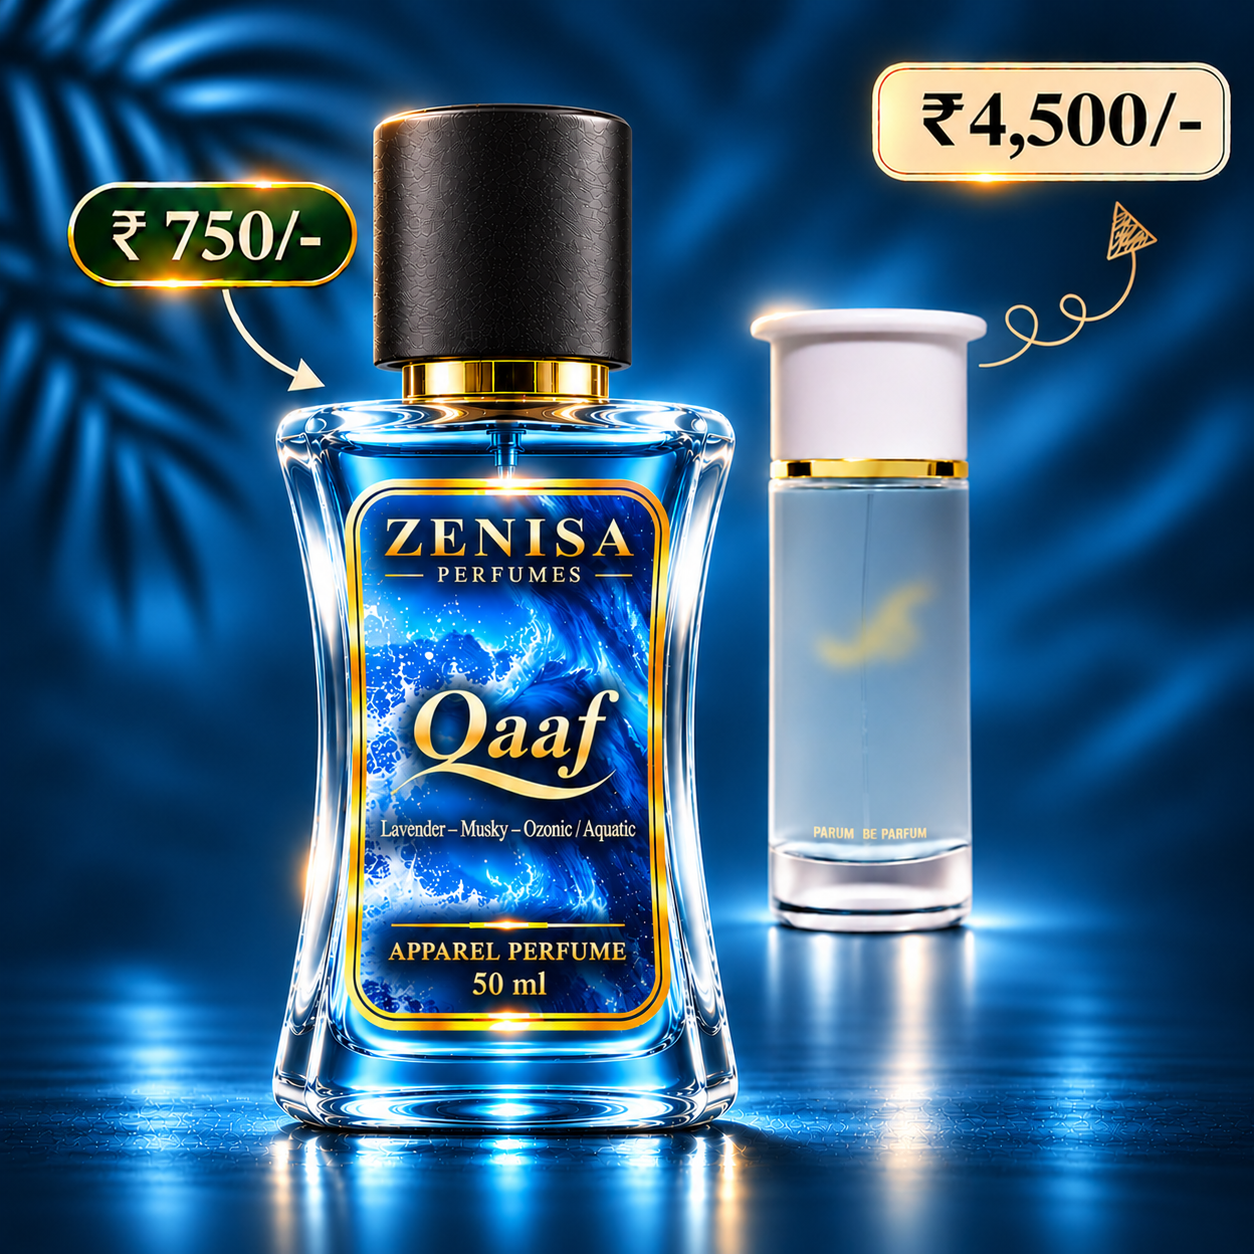 ₹4,500/-
₹ 750/-
ZENISA
PERFUMES
Qaaf
Lavender – Musky – Ozonic / Aquatic
APPAREL PERFUME
50 ml
PARUM BE PARFUM